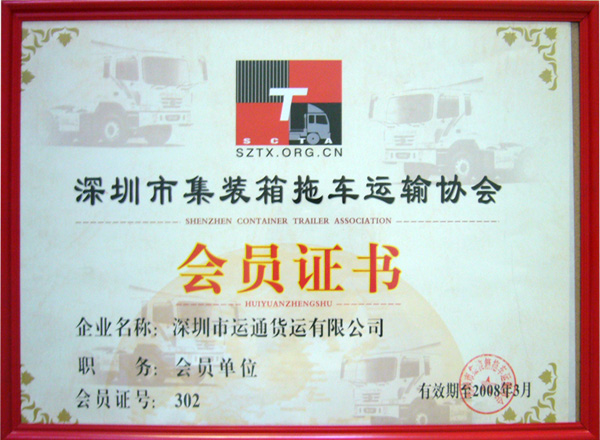 T
SCTA
SZTX.ORG.CN
深圳市集装箱拖车运输协会
SHENZHEN CONTAINER TRAILER ASSOCIATION
会员证书
HUIYUANZHENGSHU
企业名称：深圳市运通货运有限公司
职 务：会员单位
会员证号：302
有效期至2008年3月